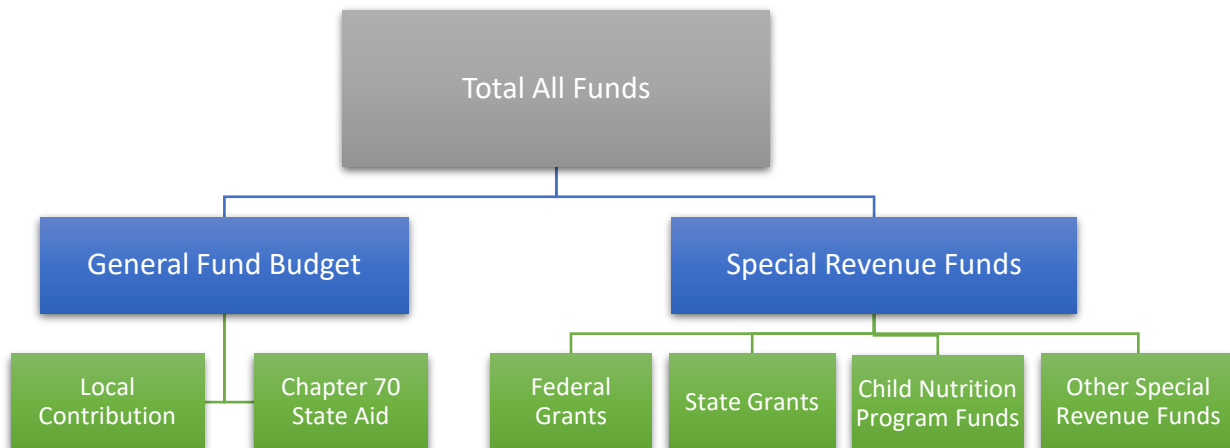 Total All Funds
General Fund Budget
Special Revenue Funds
Local
Contribution
Chapter 70
State Aid
Federal
Grants
State Grants
Child Nutrition
Program Funds
Other Special
Revenue Funds